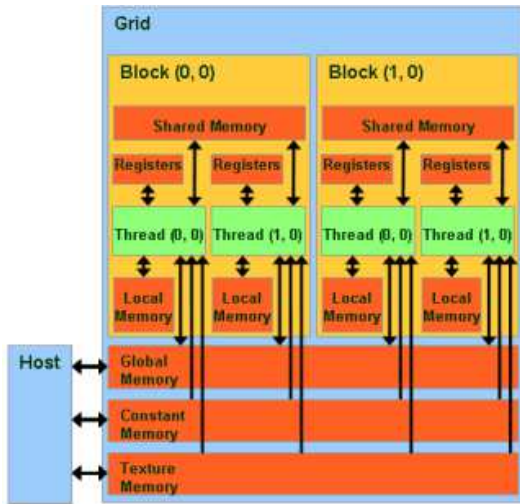 Grid
Block (0, 0)
Block (1, 0)
Shared Memory
Shared Memory
Registers
Registers
Registers
Registers
Thread (0, 0)
Thread (1, 0)
Thread (0, 0)
Thread (1, 0)
Local
Memory
Local
Memory
Local
Memory
Local
Memory
Host
Global
Memory
Constant
Memory
Texture
Memory